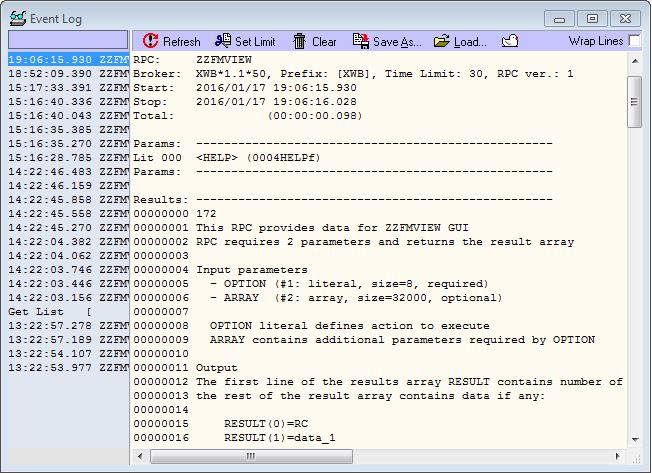 Event Log
Refresh Set Limit Clear Save As... Load... Wrap Lines
19:06:15.930 ZZFM
18:52:09.390 ZZFM
15:17:33.391 ZZFM
15:16:40.336 ZZFM
15:16:40.043 ZZFM
15:16:35.385 ZZFM
15:16:35.270 ZZFM
15:16:28.785 ZZFM
14:22:46.483 ZZFM
14:22:46.159 ZZFM
14:22:45.858 ZZFM
14:22:45.558 ZZFM
14:22:45.270 ZZFM
14:22:04.382 ZZFM
14:22:04.062 ZZFM
14:22:03.746 ZZFM
14:22:03.446 ZZFM
14:22:03.156 ZZFM
Get List [
13:22:57.278 ZZFM
13:22:57.189 ZZFM
13:22:54.107 ZZFM
13:22:53.977 ZZFM
RPC: ZZFMVIEW
Broker: XWB*1.1*50, Prefix: [XWB], Time Limit: 30, RPC ver.: 1
Start: 2016/01/17 19:06:15.930
Stop: 2016/01/17 19:06:16.028
Total: (00:00:00.098)
Params: ---------------------------------------------------
Lit 000 <HELP> (0004HELPf)
Params: ---------------------------------------------------
Results: ---------------------------------------------------
00000000 172
00000001 This RPC provides data for ZZFMVIEW GUI
00000002 RPC requires 2 parameters and returns the result array
00000003
00000004 Input parameters
00000005 - OPTION (#1: literal, size=8, required)
00000006 - ARRAY (#2: array, size=32000, optional)
00000007
00000008 OPTION literal defines action to execute
00000009 ARRAY contains additional parameters required by OPTION
00000010
00000011 Output
00000012 The first line of the results array RESULT contains number of
00000013 the rest of the result array contains data if any:
00000014
00000015 RESULT(0)=RC
00000016 RESULT(1)=data_1